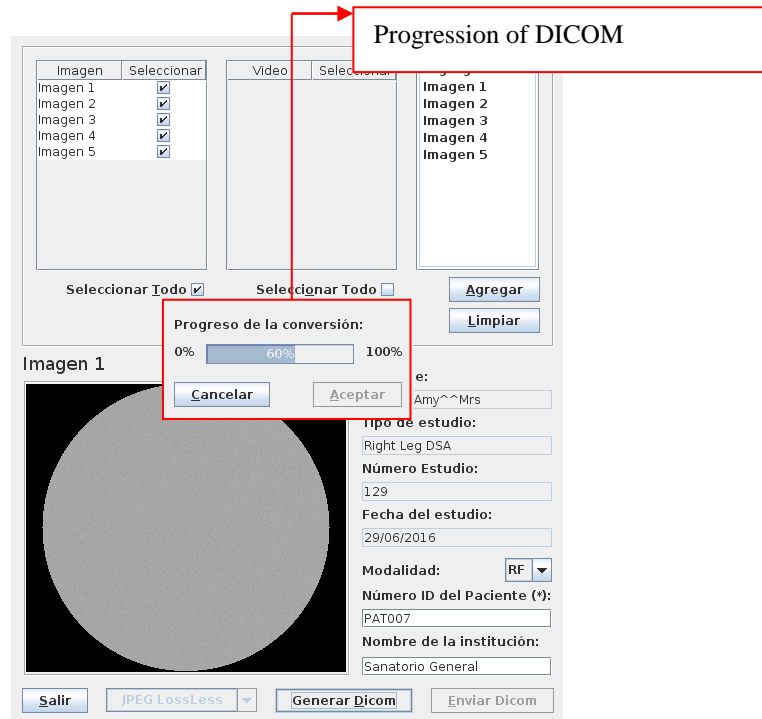 Progression of DICOM
Imagen Seleccionar
Imagen 1
Imagen 2
Imagen 3
Imagen 4
Imagen 5
Video
Imagen 1
Imagen 2
Imagen 3
Imagen 4
Imagen 5
Seleccionar Todo
Seleccionar Todo
Agregar
Limpiar
Progreso de la conversión:
0% 60% 100%
Cancelar Aceptar
Imagen 1
e:
Amy^^Mrs
Tipo de estudio:
Right Leg DSA
Número Estudio:
129
Fecha del estudio:
29/06/2016
Modalidad: RF
Número ID del Paciente (*):
PAT007
Nombre de la institución:
Sanatorio General
Salir JPEG LossLess Generar Dicom Enviar Dicom